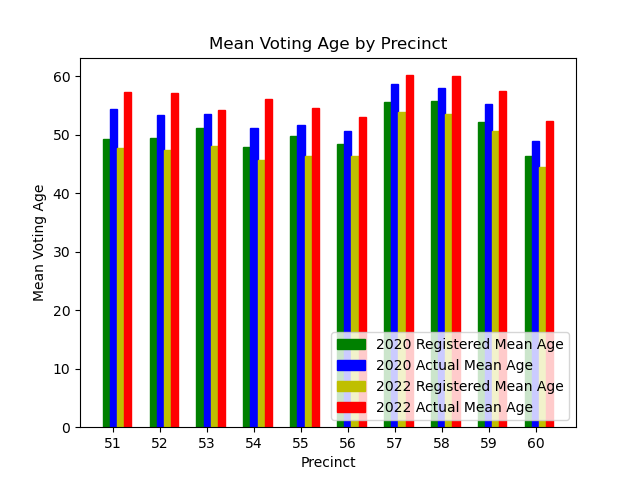 Mean Voting Age by Precinct
Mean Voting Age
60
50
40
30
20
10
0
2020 Registered Mean Age
2020 Actual Mean Age
2022 Registered Mean Age
2022 Actual Mean Age
51 52 53 54 55 56 57 58 59 60
Precinct